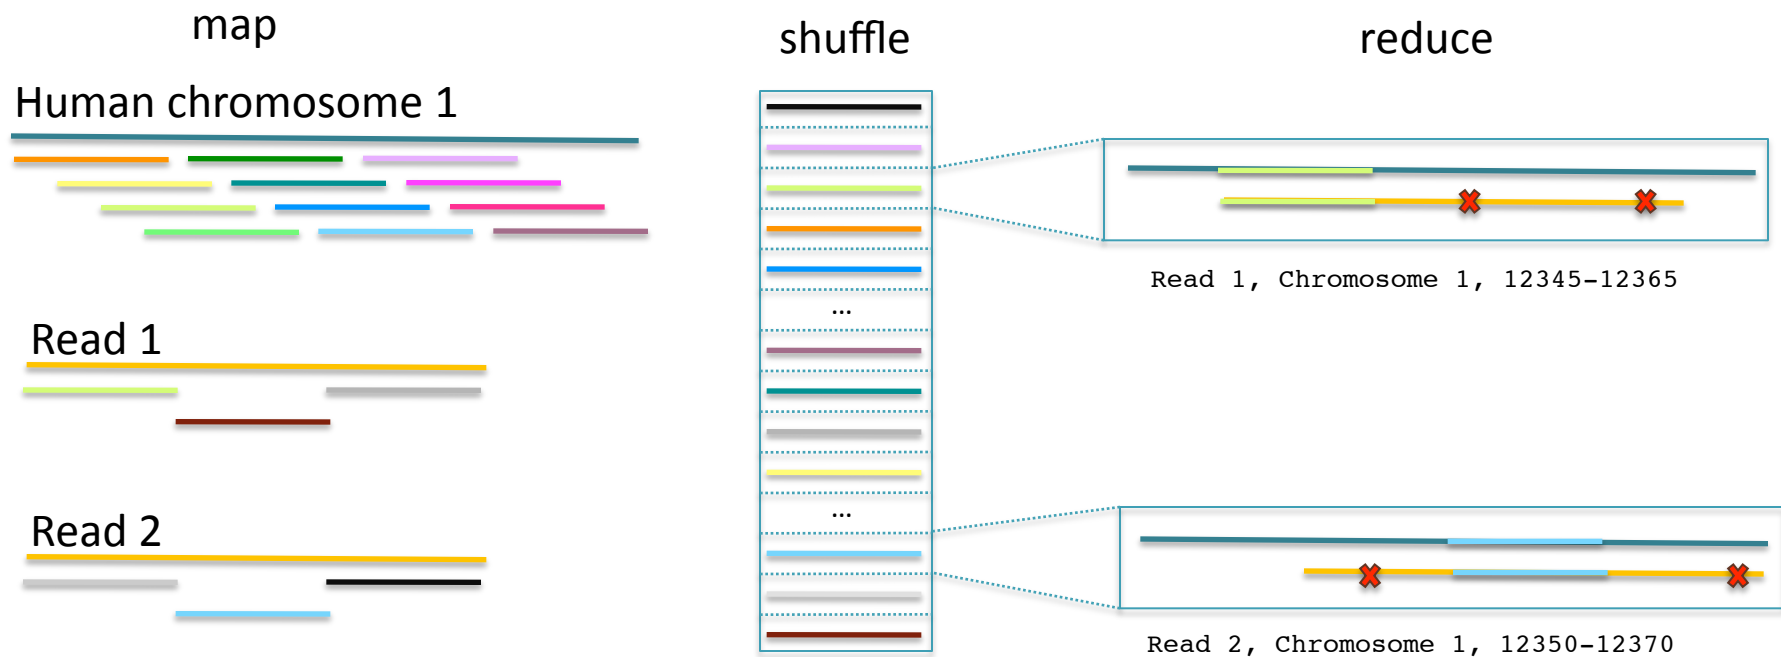 map
shuffle
reduce
Human chromosome 1
Read 1, Chromosome 1, 12345-12365
...
Read 1
...
Read 2
Read 2, Chromosome 1, 12350-12370